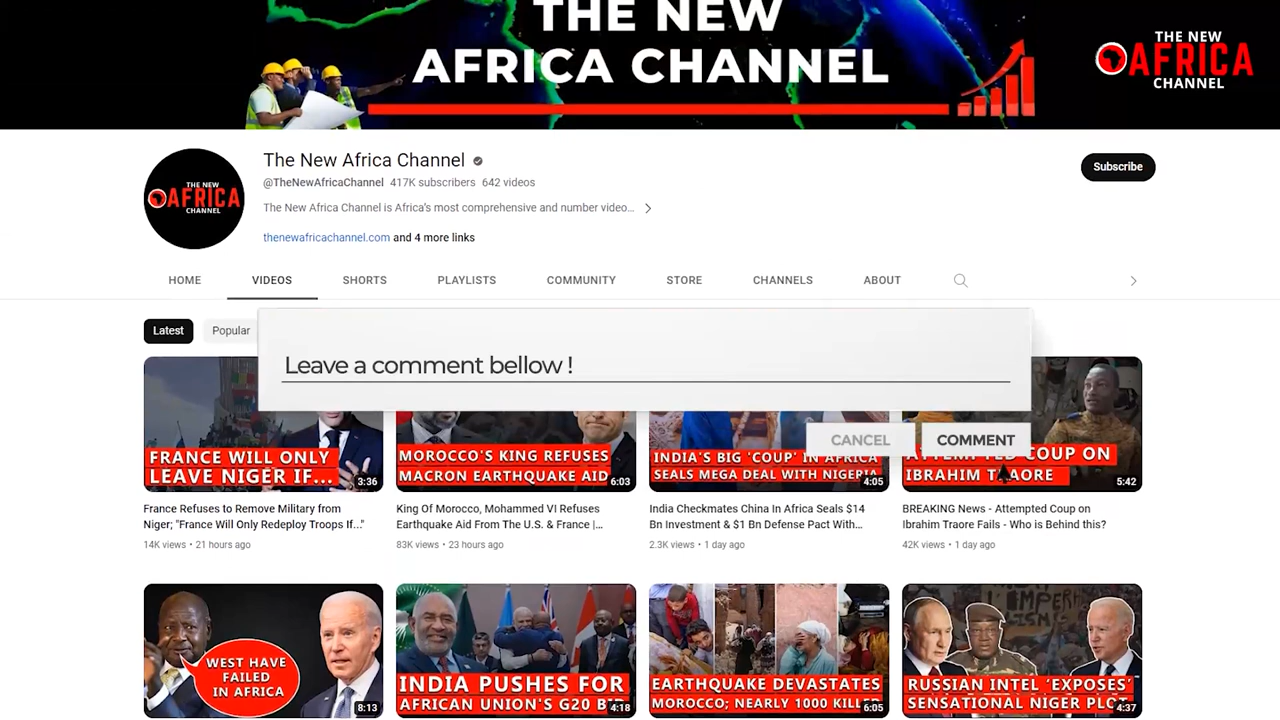 THE NEW
AFRICA CHANNEL
THE NEW
AFRICA
CHANNEL
THE NEW
AFRICA
CHANNEL
The New Africa Channel
@TheNewAfricaChannel 417K subscribers 642 videos
The New Africa Channel is Africa's most comprehensive and number video...
thenewafricachannel.com and 4 more links
Subscribe
HOME VIDEOS SHORTS PLAYLISTS COMMUNITY STORE CHANNELS ABOUT
Latest Popular
Leave a comment bellow !
CANCEL COMMENT
FRANCE WILL ONLY
LEAVE NIGER IF...
3:36
MOROCCO'S KING REFUSES
MACRON EARTHQUAKE AID
6:03
INDIA'S BIG 'COUP' IN AFRICA
SEALS MEGA DEAL WITH NIGERIA
4:05
COUP ON
IBRAHIM
5:42
France Refuses to Remove Military from
Niger; "France Will Only Redeploy Troops If..."
14K views • 21 hours ago
King Of Morocco, Mohammed VI Refuses
Earthquake Aid From The U.S. & France |...
83K views • 23 hours ago
India Checkmates China In Africa Seals $14
Bn Investment & $1 Bn Defense Pact With...
2.3K views • 1 day ago
BREAKING News - Attempted Coup on
Ibrahim Traore Fails - Who is Behind this?
42K views • 1 day ago
WEST HAVE
FAILED
IN AFRICA
8:13
INDIA PUSHES FOR
AFRICAN UNION'S G20 B
4:18
EARTHQUAKE DEVASTATES
MOROCCO; NEARLY 1000 KILL
6:05
RUSSIAN INTEL 'EXPOSES'
SENSATIONAL NIGER PLO
4:37